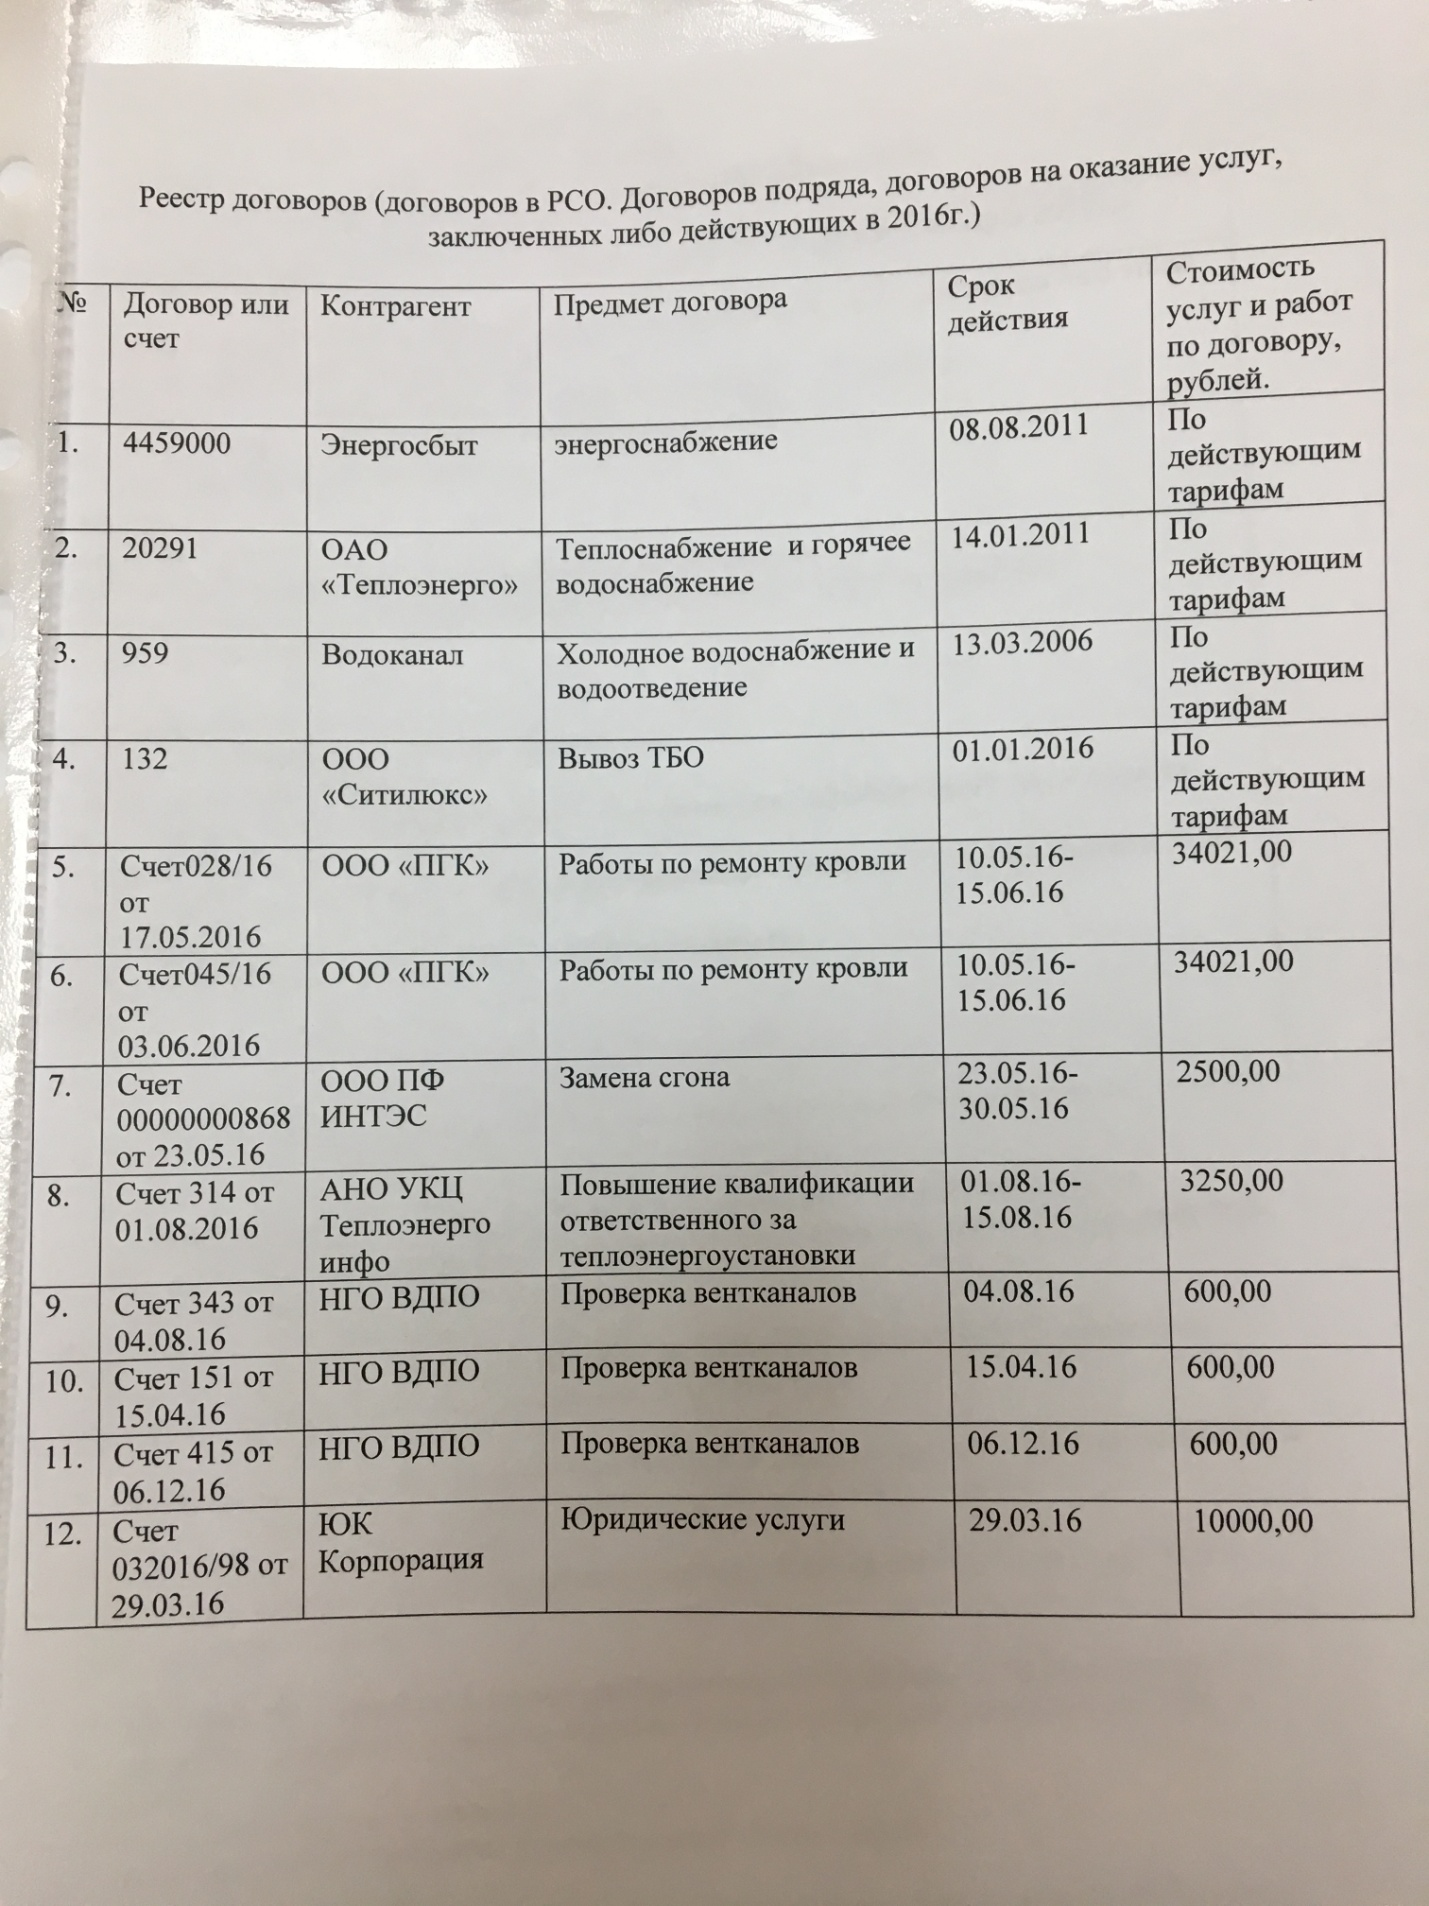 Реестр договоров (договоров в РСО. Договоров подряда, договоров на оказание услуг,
заключенных либо действующих в 2016г.)
№
Договор или
счет
Контрагент
Предмет договора
Срок
действия
Стоимость
услуг и работ
по договору,
рублей.
1.
4459000
Энергосбыт
энергоснабжение
08.08.2011
По
действующим
тарифам
2.
20291
ОАО
«Теплоэнерго»
Теплоснабжение и горячее
водоснабжение
14.01.2011
По
действующим
тарифам
3.
959
Водоканал
Холодное водоснабжение и
водоотведение
13.03.2006
По
действующим
тарифам
4.
132
ООО
«Ситилюкс»
Вывоз ТБО
01.01.2016
По
действующим
тарифам
5.
Счет028/16
от
17.05.2016
ООО «ПГК»
Работы по ремонту кровли
10.05.16-
15.06.16
34021,00
6.
Счет045/16
от
03.06.2016
ООО «ПГК»
Работы по ремонту кровли
10.05.16-
15.06.16
34021,00
7.
Счет
00000000868
от 23.05.16
ООО ПФ
ИНТЭС
Замена сгона
23.05.16-
30.05.16
2500,00
8.
Счет 314 от
01.08.2016
АНО УКЦ
Теплоэнерго
инфо
Повышение квалификации
ответственного за
теплоэнергоустановки
01.08.16-
15.08.16
3250,00
9.
Счет 343 от
04.08.16
НГО ВДПО
Проверка вентканалов
04.08.16
600,00
10.
Счет 151 от
15.04.16
НГО ВДПО
Проверка вентканалов
15.04.16
600,00
11.
Счет 415 от
06.12.16
НГО ВДПО
Проверка вентканалов
06.12.16
600,00
12.
Счет
032016/98 от
29.03.16
ЮК
Корпорация
Юридические услуги
29.03.16
10000,00